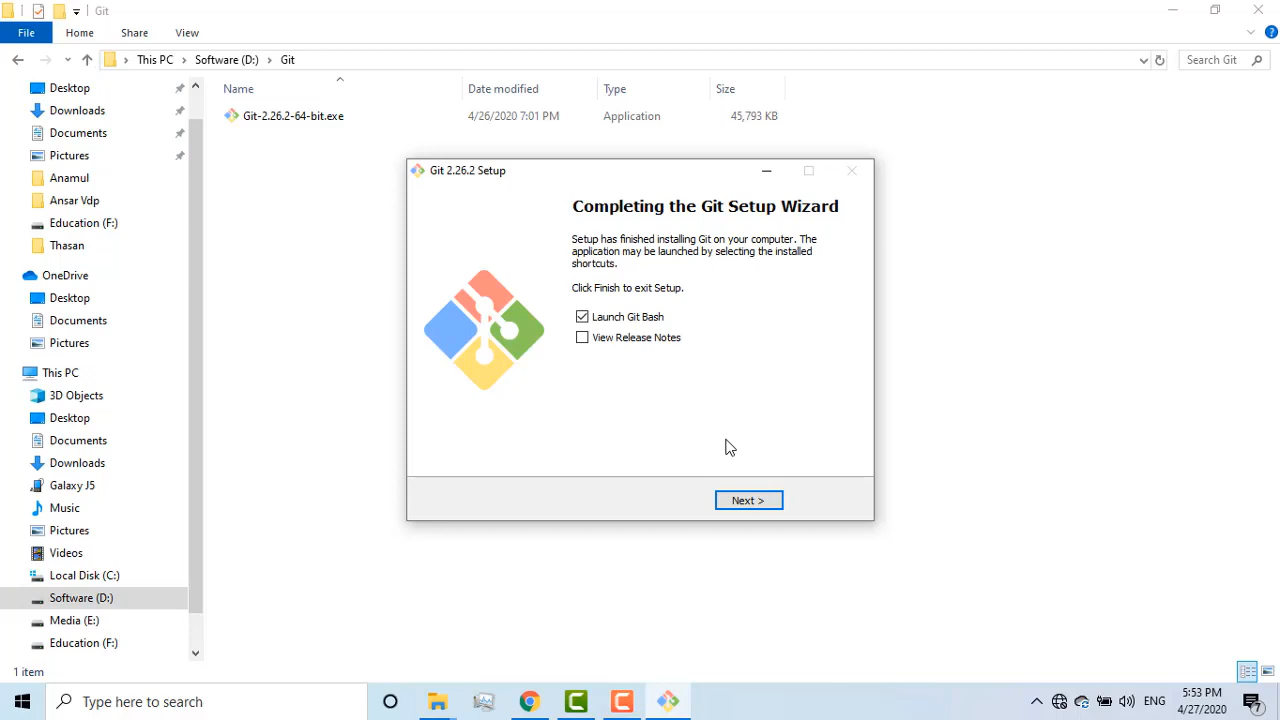 Git
File
Home
Share
View
This PC
Software (D:)
Git
Search Git
Name
Date modified
Type
Size
Git-2.26.2-64-bit.exe
4/26/2020 7:01 PM
Application
45,793 KB
Desktop
Downloads
Documents
Pictures
Anamul
Ansar Vdp
Education (F:)
Thasan
OneDrive
Desktop
Documents
Pictures
This PC
3D Objects
Desktop
Documents
Downloads
Galaxy J5
Music
Pictures
Videos
Local Disk (C:)
Software (D:)
Media (E:)
Education (F:)
1 item
Git 2.26.2 Setup
Completing the Git Setup Wizard
Setup has finished installing Git on your computer. The
application may be launched by selecting the installed
shortcuts.
Click Finish to exit Setup.
Launch Git Bash
View Release Notes
Next >
Type here to search
ENG
5:53 PM
4/27/2020
7